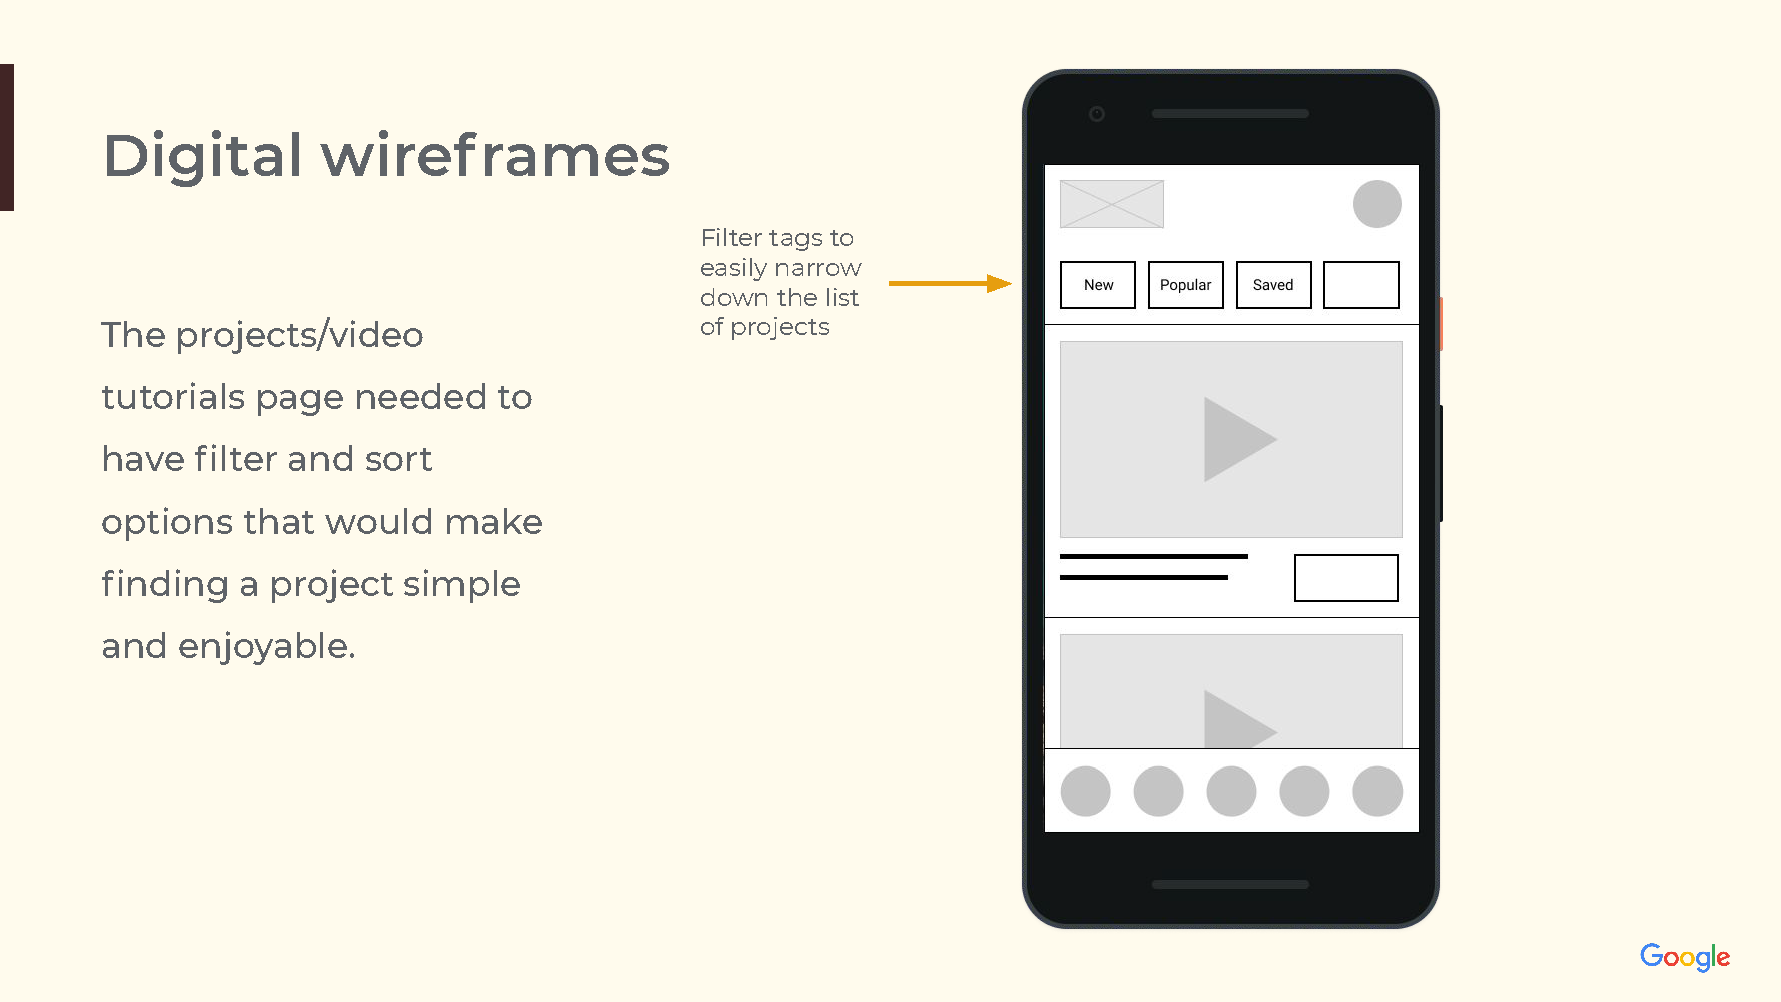 Digital wireframes
The projects/video
tutorials page needed to
have filter and sort
options that would make
finding a project simple
and enjoyable.
Filter tags to
easily narrow
down the list
of projects
New
Popular
Saved
Google